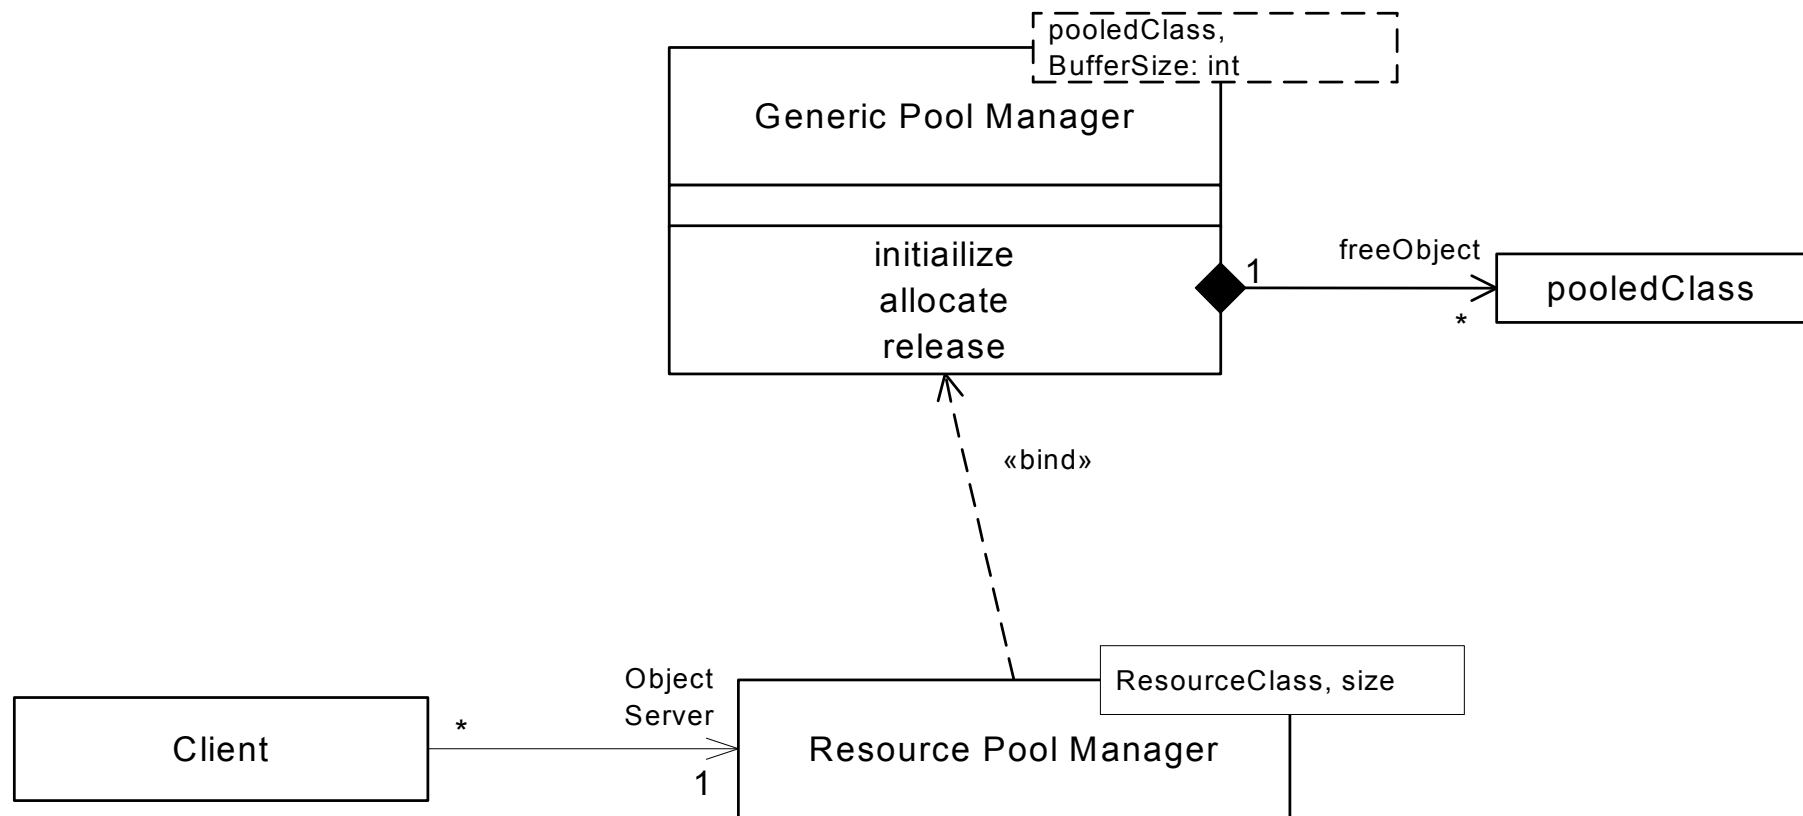 pooledClass,
BufferSize: int
Generic Pool Manager
initiailize
allocate
release
1
freeObject
*
pooledClass
«bind»
Client
*
Object
Server
1
ResourceClass, size
Resource Pool Manager